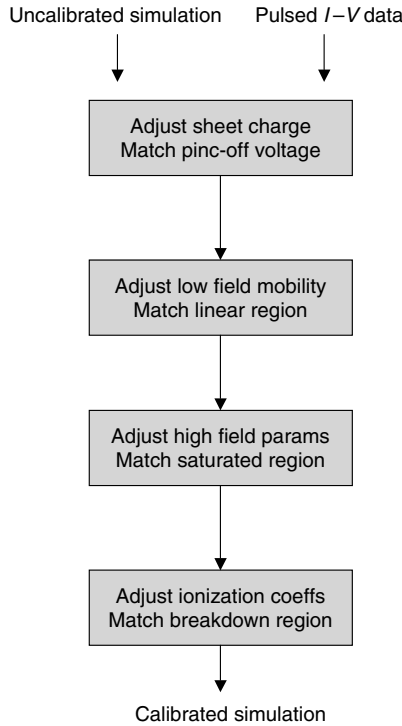 Uncalibrated simulation
Pulsed I–V data
Adjust sheet charge
Match pinc-off voltage
Adjust low field mobility
Match linear region
Adjust high field params
Match saturated region
Adjust ionization coeffs
Match breakdown region
Calibrated simulation